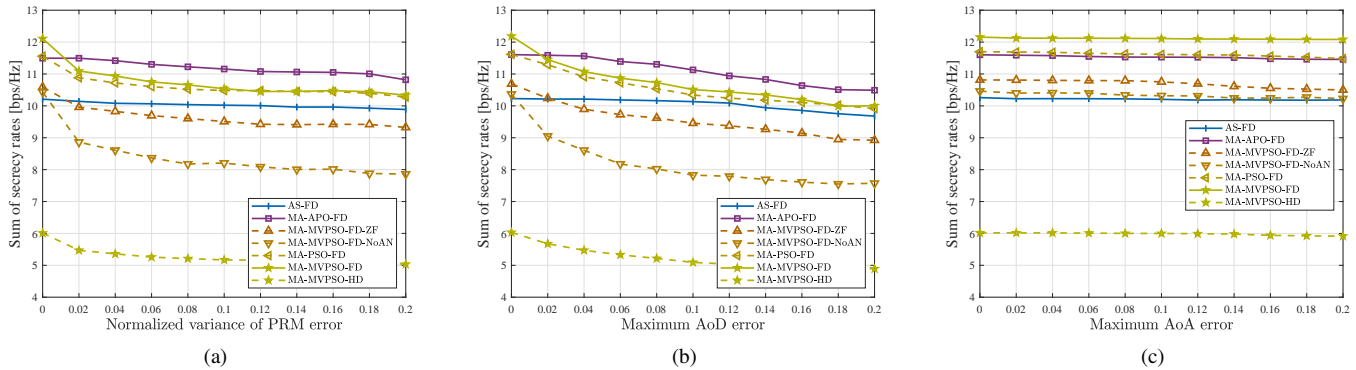 Sum of secrecy rates [bps/Hz]
13
12
11
10
9
8
7
6
5
4
AS-FD
MA-APO-FD
MA-MVPSO-FD-ZF
MA-MVPSO-FD-NoAN
MA-PSO-FD
MA-MVPSO-FD
MA-MVPSO-HD
0 0.02 0.04 0.06 0.08 0.1 0.12 0.14 0.16 0.18 0.2
Normalized variance of PRM error
(a)
Sum of secrecy rates [bps/Hz]
13
12
11
10
9
8
7
6
5
4
AS-FD
MA-APO-FD
MA-MVPSO-FD-ZF
MA-MVPSO-FD-NoAN
MA-PSO-FD
MA-MVPSO-FD
MA-MVPSO-HD
0 0.02 0.04 0.06 0.08 0.1 0.12 0.14 0.16 0.18 0.2
Maximum AoD error
(b)
Sum of secrecy rates [bps/Hz]
13
12
11
10
9
8
7
6
5
4
AS-FD
MA-APO-FD
MA-MVPSO-FD-ZF
MA-MVPSO-FD-NoAN
MA-PSO-FD
MA-MVPSO-FD
MA-MVPSO-HD
0 0.02 0.04 0.06 0.08 0.1 0.12 0.14 0.16 0.18 0.2
Maximum AoA error
(c)